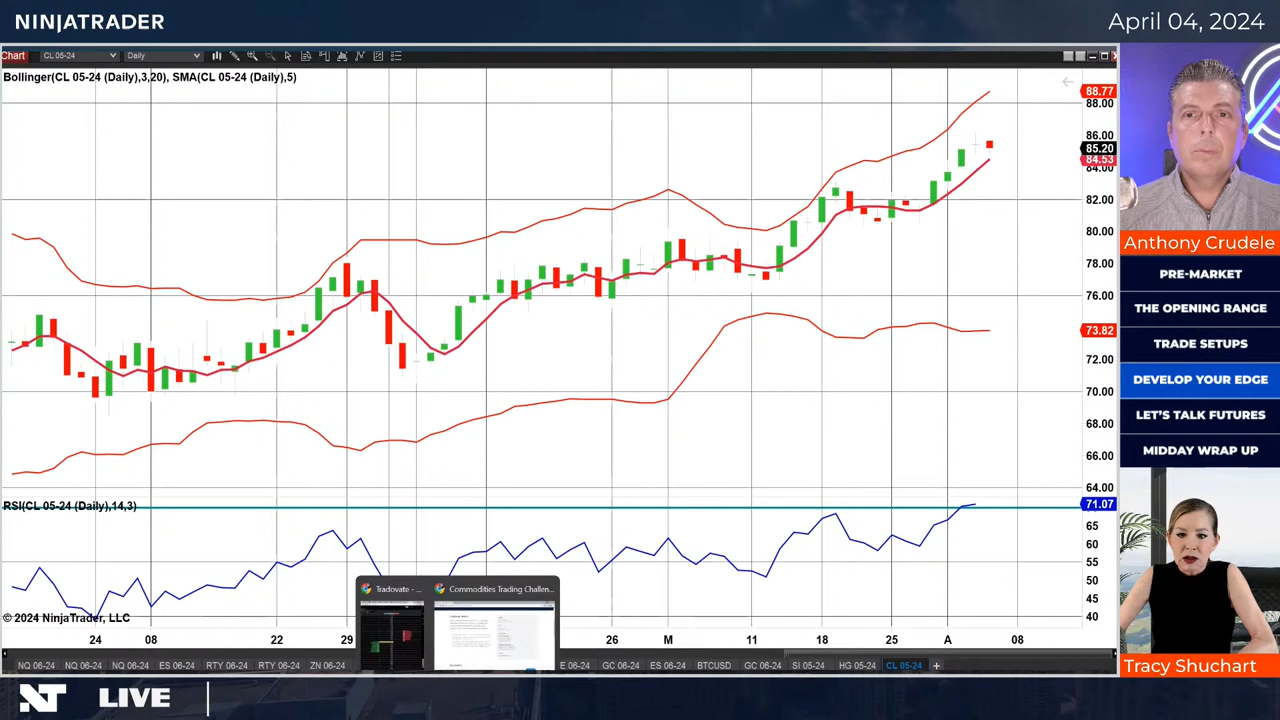 NINJATRADER
April 04, 2024
Chart
CL 05-24
Daily
Bollinger(CL 05-24 (Daily),3,20), SMA(CL 05-24 (Daily),5)
88.77
88.00
86.00
85.20
84.53
84.00
82.00
80.00
78.00
76.00
73.82
72.00
70.00
68.00
66.00
64.00
RSI(CL 05-24 (Daily),14,3)
71.07
65
60
55
50
45
40
© 2024 NinjaTrader, LLC
24 08 22 29 26 M 11 18 25 A 08
Tradovate - ...
Commodities Trading Challen...
NQ 06-24 NQ 06-24 NQ 06-24 ES 06-24 RTY 06-24 RTY 06-24 ZN 06-24 E 06-24 GC 06-24 ES 06-24 BTCUSD GC 06-24 SI 05-24 HG 05-24 CL 05-24 +
Anthony Crudele
PRE-MARKET
THE OPENING RANGE
TRADE SETUPS
DEVELOP YOUR EDGE
LET'S TALK FUTURES
MIDDAY WRAP UP
Tracy Shuchart
NT LIVE